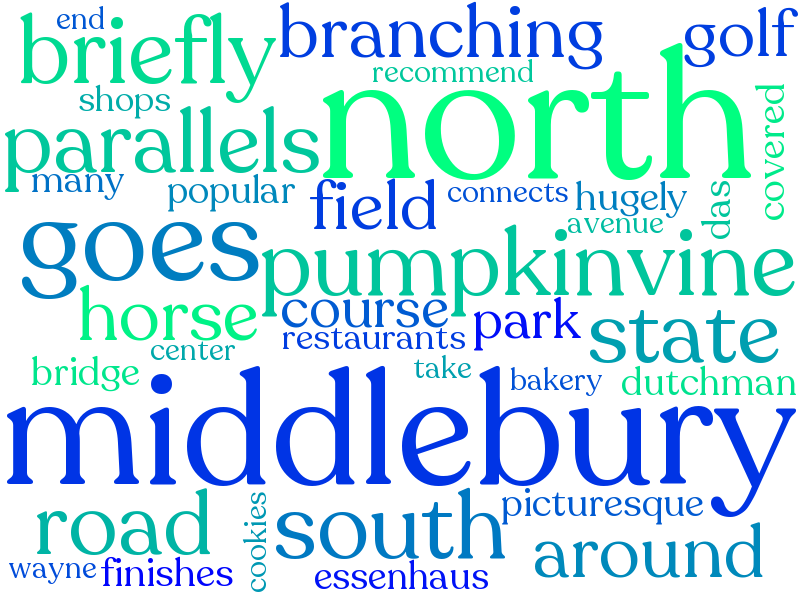 end
briefly
branching
golf
recommend
shops
north
covered
parallels
many
popular
field
connects
hugely
das
avenue
goes
pumpkinvine
horse
course
park
state
restaurants
center
bridge
take
bakery
dutchman
middlebury
road
cookies
south
picturesque
around
wayne
finishes
essenhaus